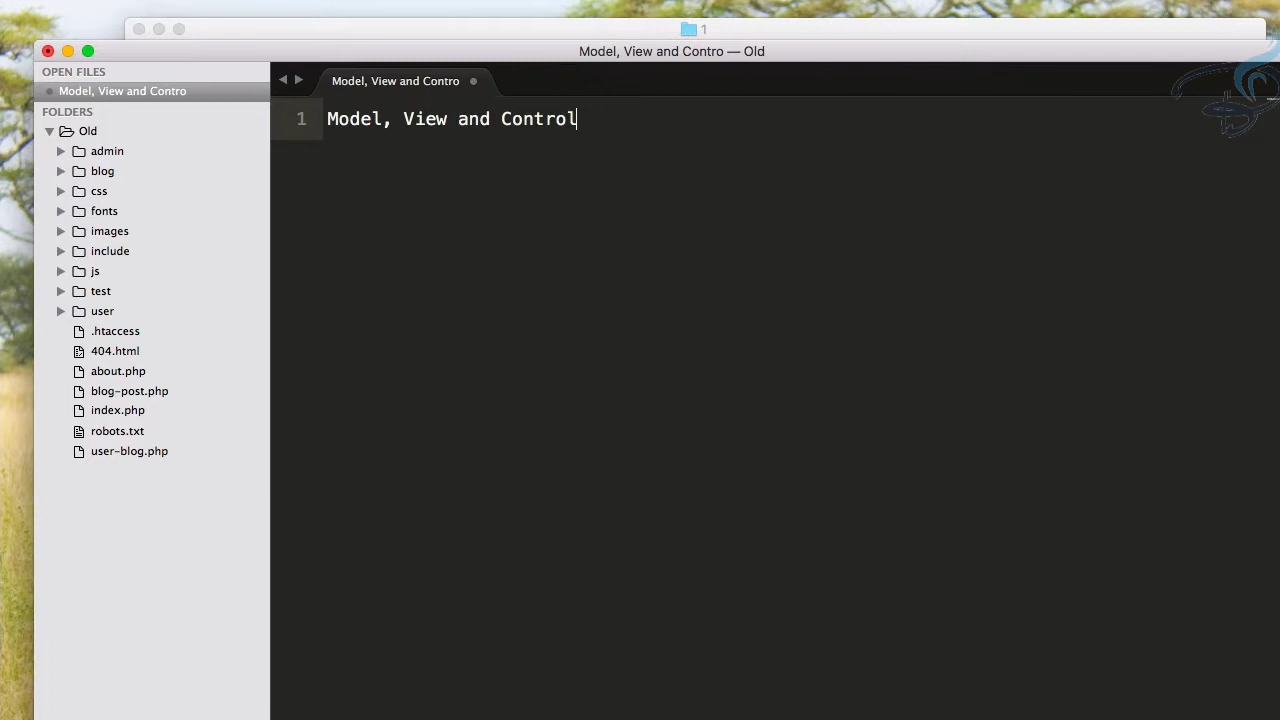 1
Model, View and Contro — Old
OPEN FILES
Model, View and Contro
FOLDERS
Old
admin
blog
css
fonts
images
include
js
test
user
.htaccess
404.html
about.php
blog-post.php
index.php
robots.txt
user-blog.php
Model, View and Contro
1 Model, View and Control